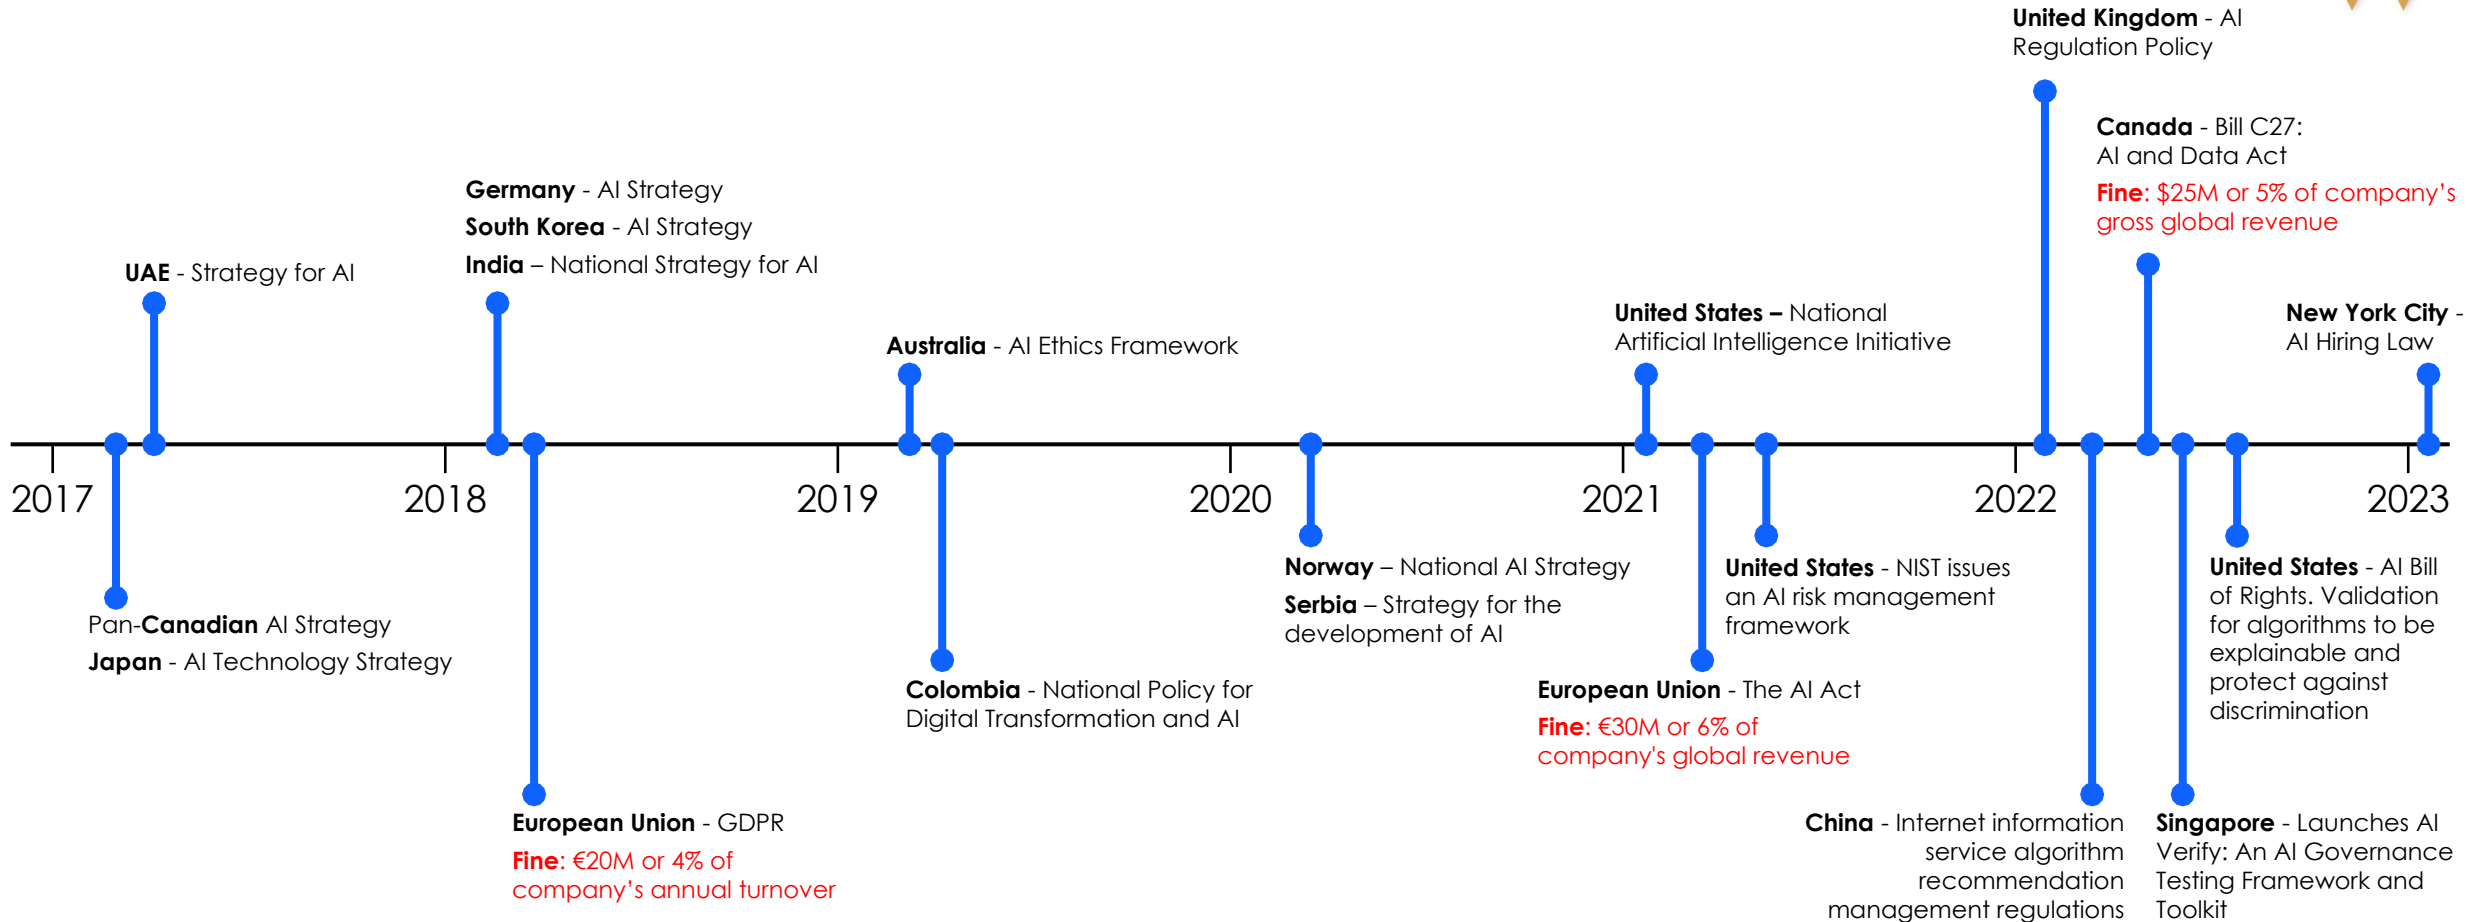 United Kingdom - AI
Regulation Policy
Canada - Bill C27:
AI and Data Act
Fine: $25M or 5% of company’s
gross global revenue
Germany - AI Strategy
South Korea - AI Strategy
India – National Strategy for AI
UAE - Strategy for AI
Australia - AI Ethics Framework
United States – National
Artificial Intelligence Initiative
New York City -
AI Hiring Law
2017
2018
2019
2020
2021
2022
2023
Pan-Canadian AI Strategy
Japan - AI Technology Strategy
European Union - GDPR
Fine: €20M or 4% of
company’s annual turnover
Colombia - National Policy for
Digital Transformation and AI
Norway – National AI Strategy
Serbia – Strategy for the
development of AI
European Union - The AI Act
Fine: €30M or 6% of
company's global revenue
United States - NIST issues
an AI risk management
framework
China - Internet information
service algorithm
recommendation
management regulations
Singapore - Launches AI
Verify: An AI Governance
Testing Framework and
Toolkit
United States - AI Bill
of Rights. Validation
for algorithms to be
explainable and
protect against
discrimination